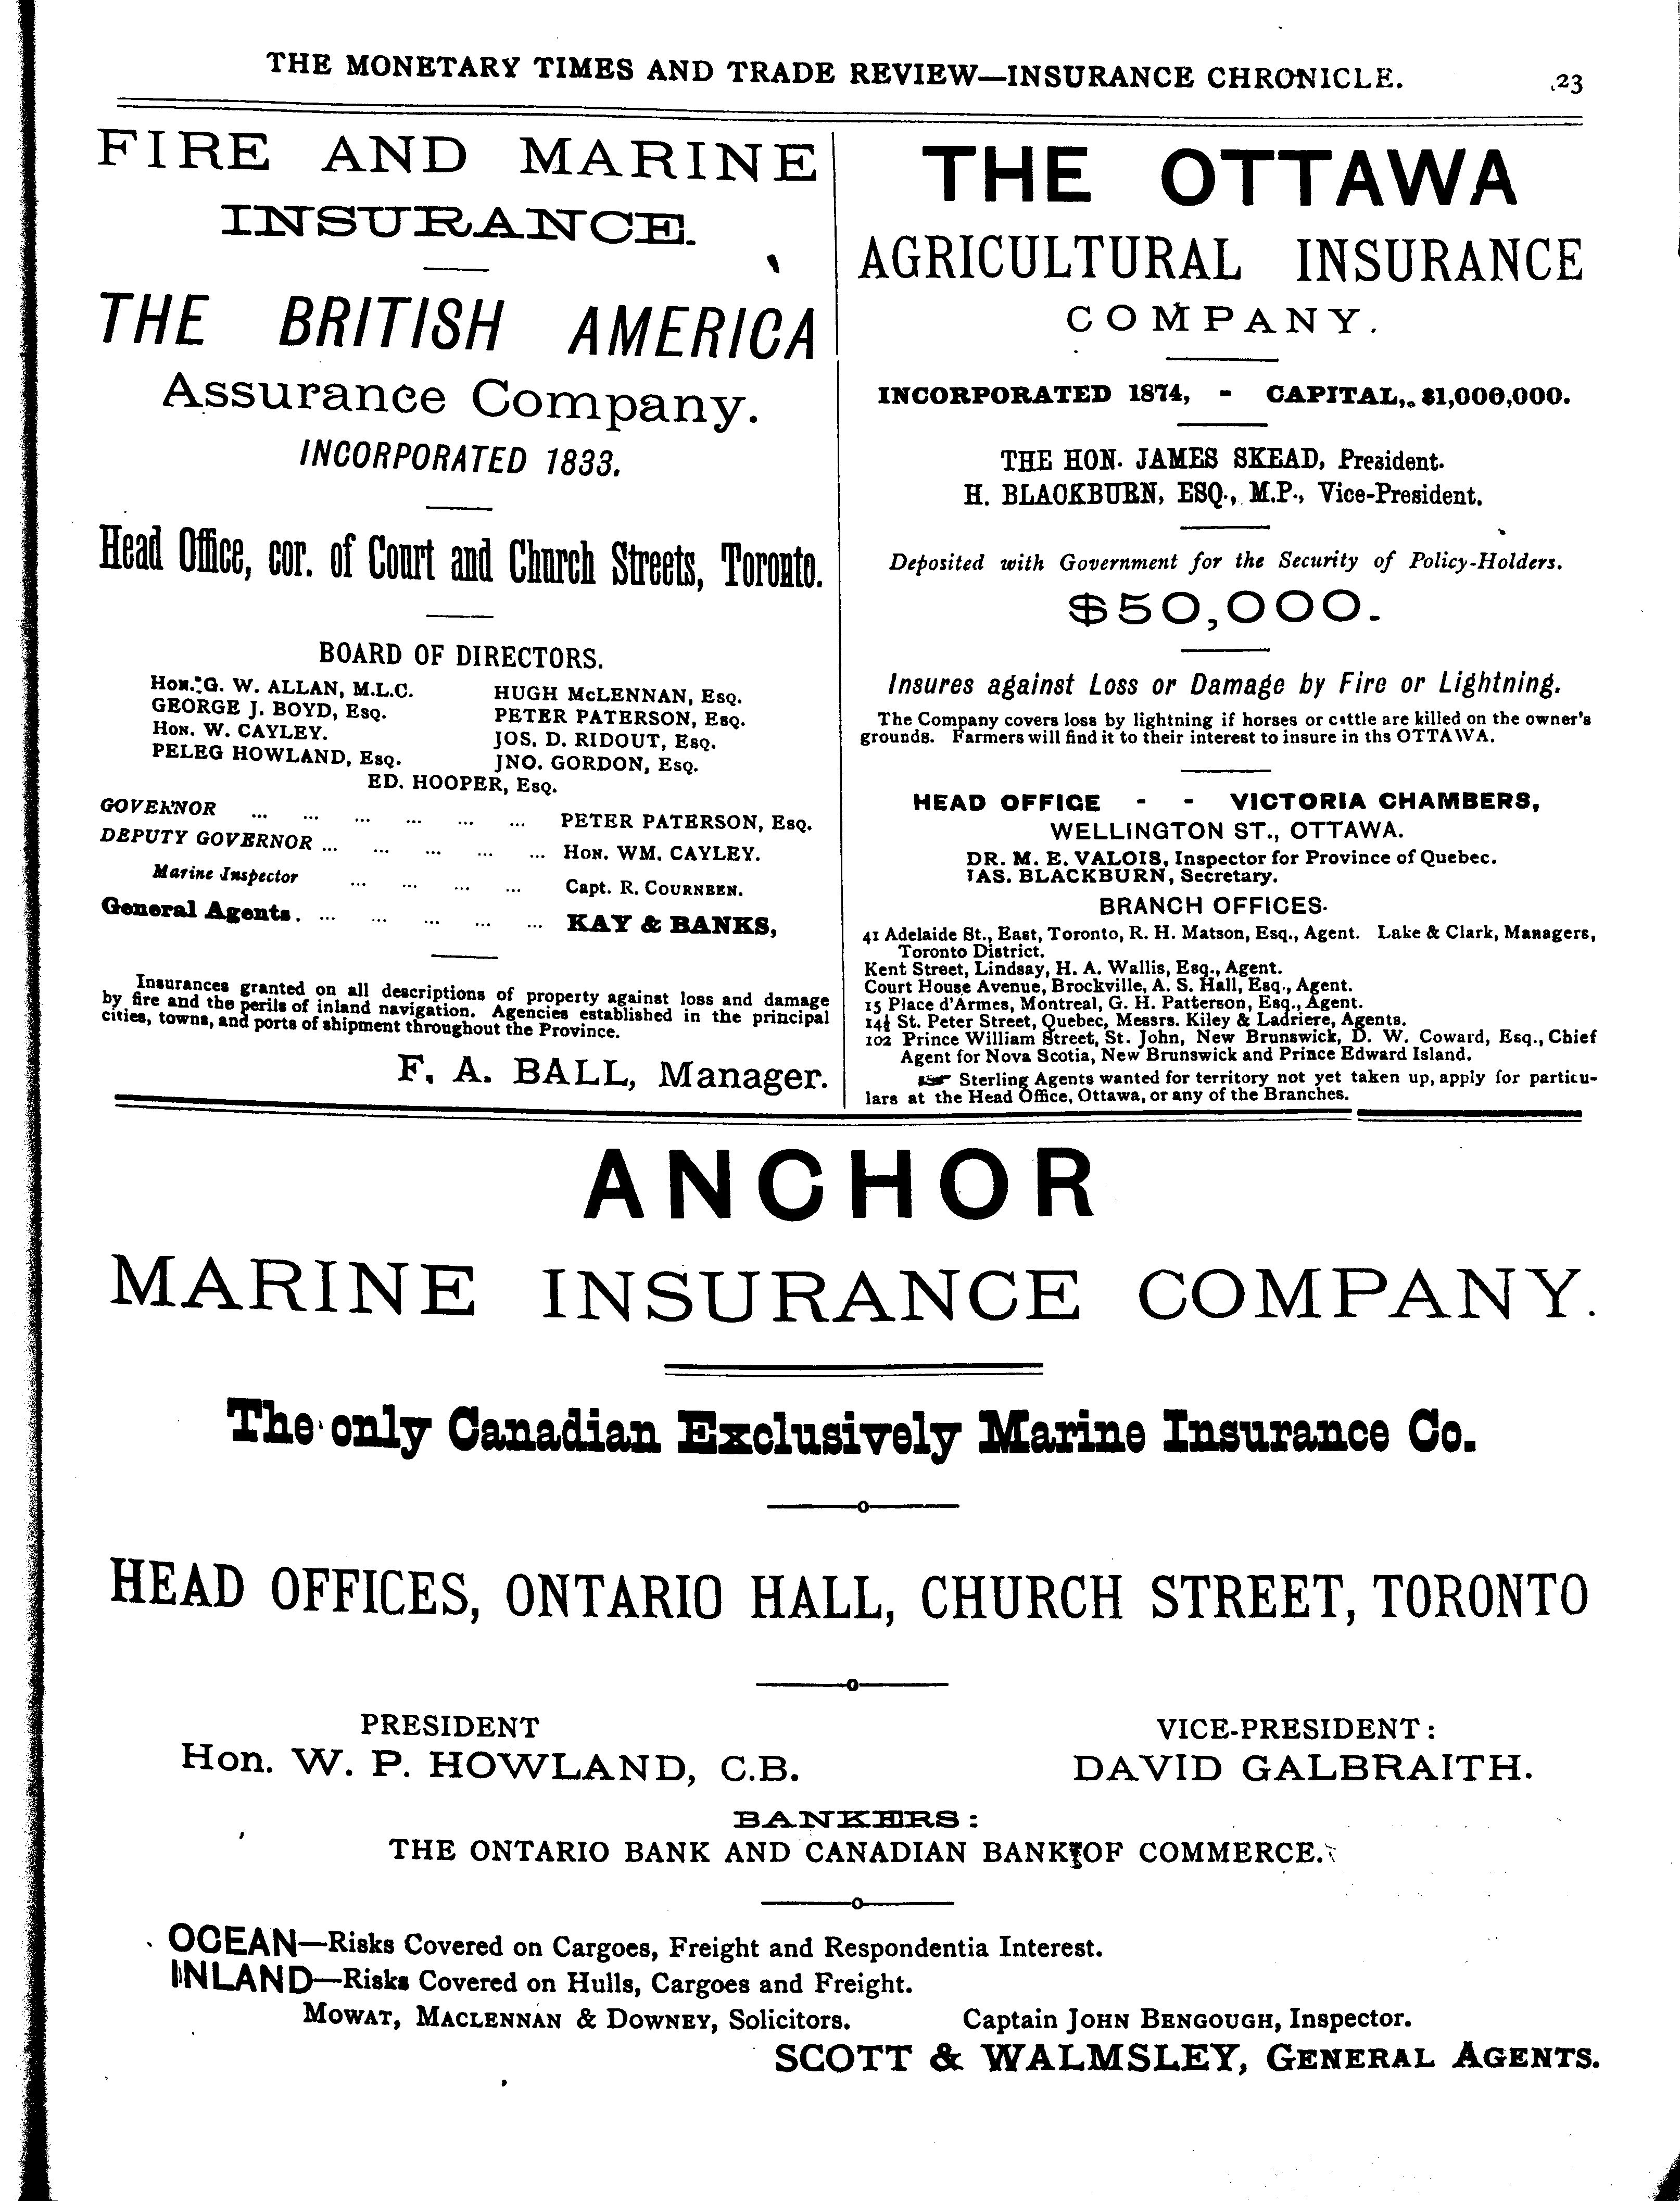 THE MONETARY TIMES AND TRADE REVIEW—INSURANCE CHRONICLE. 23
FIRE AND MARINE
INSURANCE.
THE BRITISH AMERICA
Assurance Company.
INCORPORATED 1833.
Head Office, cor. of Court and Church Streets, Toronto.
BOARD OF DIRECTORS.
HON. G. W. ALLAN, M.L.C. HUGH McLENNAN, ESQ.
GEORGE J. BOYD, ESQ. PETER PATERSON, ESQ.
HON. W. CAYLEY. JOS. D. RIDOUT, ESQ.
PELEG HOWLAND, ESQ. JNO. GORDON, ESQ.
ED. HOOPER, ESQ.
GOVERNOR ... ... ... ... ... ... PETER PATERSON, ESQ.
DEPUTY GOVERNOR ... ... ... ... ... HON. WM. CAYLEY.
Marine Inspector ... ... ... ... Capt. R. COURNEEN.
General Agents. ... ... ... ... ... KAY & BANKS,
Insurances granted on all descriptions of property against loss and damage
by fire and the perils of inland navigation. Agencies established in the principal
cities, towns, and ports of shipment throughout the Province.
F. A. BALL, Manager.
THE OTTAWA
AGRICULTURAL INSURANCE
COMPANY.
INCORPORATED 1874, - CAPITAL, $1,000,000.
THE HON. JAMES SKEAD, President.
H. BLACKBURN, ESQ., M.P., Vice-President.
Deposited with Government for the Security of Policy-Holders.
$50,000.
Insures against Loss or Damage by Fire or Lightning.
The Company covers loss by lightning if horses or cattle are killed on the owner's
grounds. Farmers will find it to their interest to insure in ths OTTAWA.
HEAD OFFICE - - VICTORIA CHAMBERS,
WELLINGTON ST., OTTAWA.
DR. M. E. VALOIS, Inspector for Province of Quebec.
JAS. BLACKBURN, Secretary.
BRANCH OFFICES.
41 Adelaide St., East, Toronto, R. H. Matson, Esq., Agent. Lake & Clark, Managers,
Toronto District.
Kent Street, Lindsay, H. A. Wallis, Esq., Agent.
Court House Avenue, Brockville, A. S. Hall, Esq., Agent.
15 Place d'Armes, Montreal, G. H. Patterson, Esq., Agent.
14½ St. Peter Street, Quebec, Messrs. Kiley & Ladriere, Agents.
102 Prince William Street, St. John, New Brunswick, D. W. Coward, Esq., Chief
Agent for Nova Scotia, New Brunswick and Prince Edward Island.
☞ Sterling Agents wanted for territory not yet taken up, apply for particu-
lars at the Head Office, Ottawa, or any of the Branches.
ANCHOR
MARINE INSURANCE COMPANY.
The only Canadian Exclusively Marine Insurance Co.
HEAD OFFICES, ONTARIO HALL, CHURCH STREET, TORONTO
PRESIDENT VICE-PRESIDENT:
Hon. W. P. HOWLAND, C.B. DAVID GALBRAITH.
BANKERS:
THE ONTARIO BANK AND CANADIAN BANK OF COMMERCE.
OCEAN—Risks Covered on Cargoes, Freight and Respondentia Interest.
INLAND—Risks Covered on Hulls, Cargoes and Freight.
MOWAT, MACLENNAN & DOWNEY, Solicitors. Captain JOHN BENGOUGH, Inspector.
SCOTT & WALMSLEY, GENERAL AGENTS.